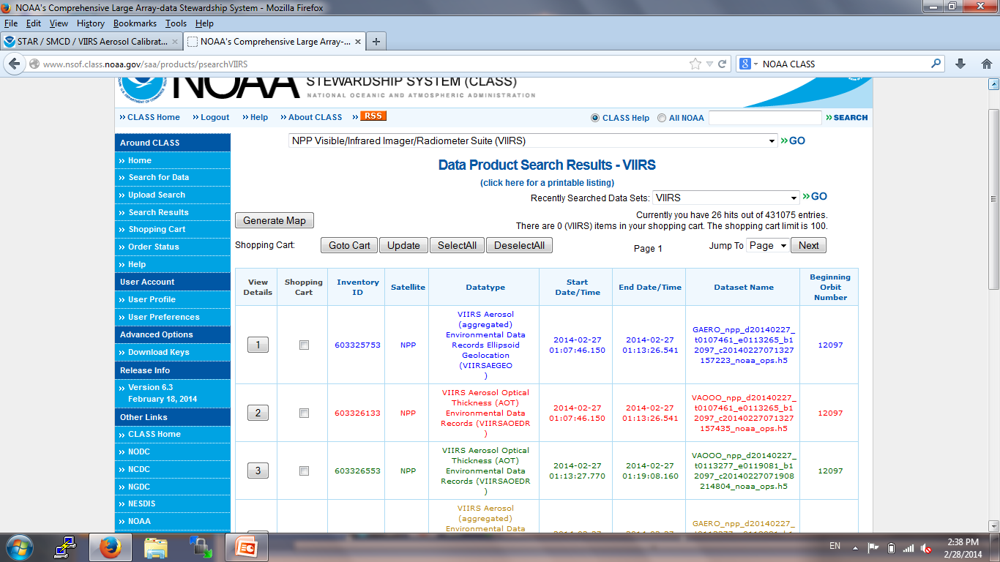 NOAA's Comprehensive Large Array-data Stewardship System - Mozilla Firefox
File Edit View History Bookmarks Tools Help
STAR / SMCD / VIIRS Aerosol Calibrat... NOAA's Comprehensive Large Array-...
www.nsof.class.noaa.gov/saa/products/psearchVIIRS NOAA CLASS
NOAA STEWARDSHIP SYSTEM (CLASS)
NATIONAL OCEANIC AND ATMOSPHERIC ADMINISTRATION
CLASS Home Logout Help About CLASS RSS CLASS Help All NOAA SEARCH
Around CLASS
Home
Search for Data
Upload Search
Search Results
Shopping Cart
Order Status
Help
User Account
User Profile
User Preferences
Advanced Options
Download Keys
Release Info
Version 6.3
February 18, 2014
Other Links
CLASS Home
NODC
NCDC
NGDC
NESDIS
NOAA
NPP Visible/Infrared Imager/Radiometer Suite (VIIRS) GO
Data Product Search Results - VIIRS
(click here for a printable listing)
Recently Searched Data Sets: VIIRS GO
Generate Map
Currently you have 26 hits out of 431075 entries.
There are 0 (VIIRS) items in your shopping cart. The shopping cart limit is 100.
Shopping Cart: Goto Cart Update SelectAll DeselectAll Page 1 Jump To Page Next
View Details Shopping Cart Inventory ID Satellite Datatype Start Date/Time End Date/Time Dataset Name Beginning Orbit Number
1 603325753 NPP
VIIRS Aerosol
(aggregated)
Environmental Data
Records Ellipsoid
Geolocation
(VIIRSAEGEO
)
2014-02-27
01:07:46.150
2014-02-27
01:13:26.541
GAERO_npp_d20140227_
t0107461_e0113265_b1
2097_c20140227071327
157223_noaa_ops.h5
12097
2 603326133 NPP
VIIRS Aerosol Optical
Thickness (AOT)
Environmental Data
Records (VIIRSAOEDR
)
2014-02-27
01:07:46.150
2014-02-27
01:13:26.541
VAOOO_npp_d20140227_
t0107461_e0113265_b1
2097_c20140227071327
157435_noaa_ops.h5
12097
3 603326553 NPP
VIIRS Aerosol Optical
Thickness (AOT)
Environmental Data
Records (VIIRSAOEDR
)
2014-02-27
01:13:27.770
2014-02-27
01:19:08.160
VAOOO_npp_d20140227_
t0113277_e0119081_b1
2097_c20140227071908
214804_noaa_ops.h5
12097
VIIRS Aerosol
(aggregated)
Environmental Data
GAERO_npp_d20140227_
EN 2:38 PM
2/28/2014